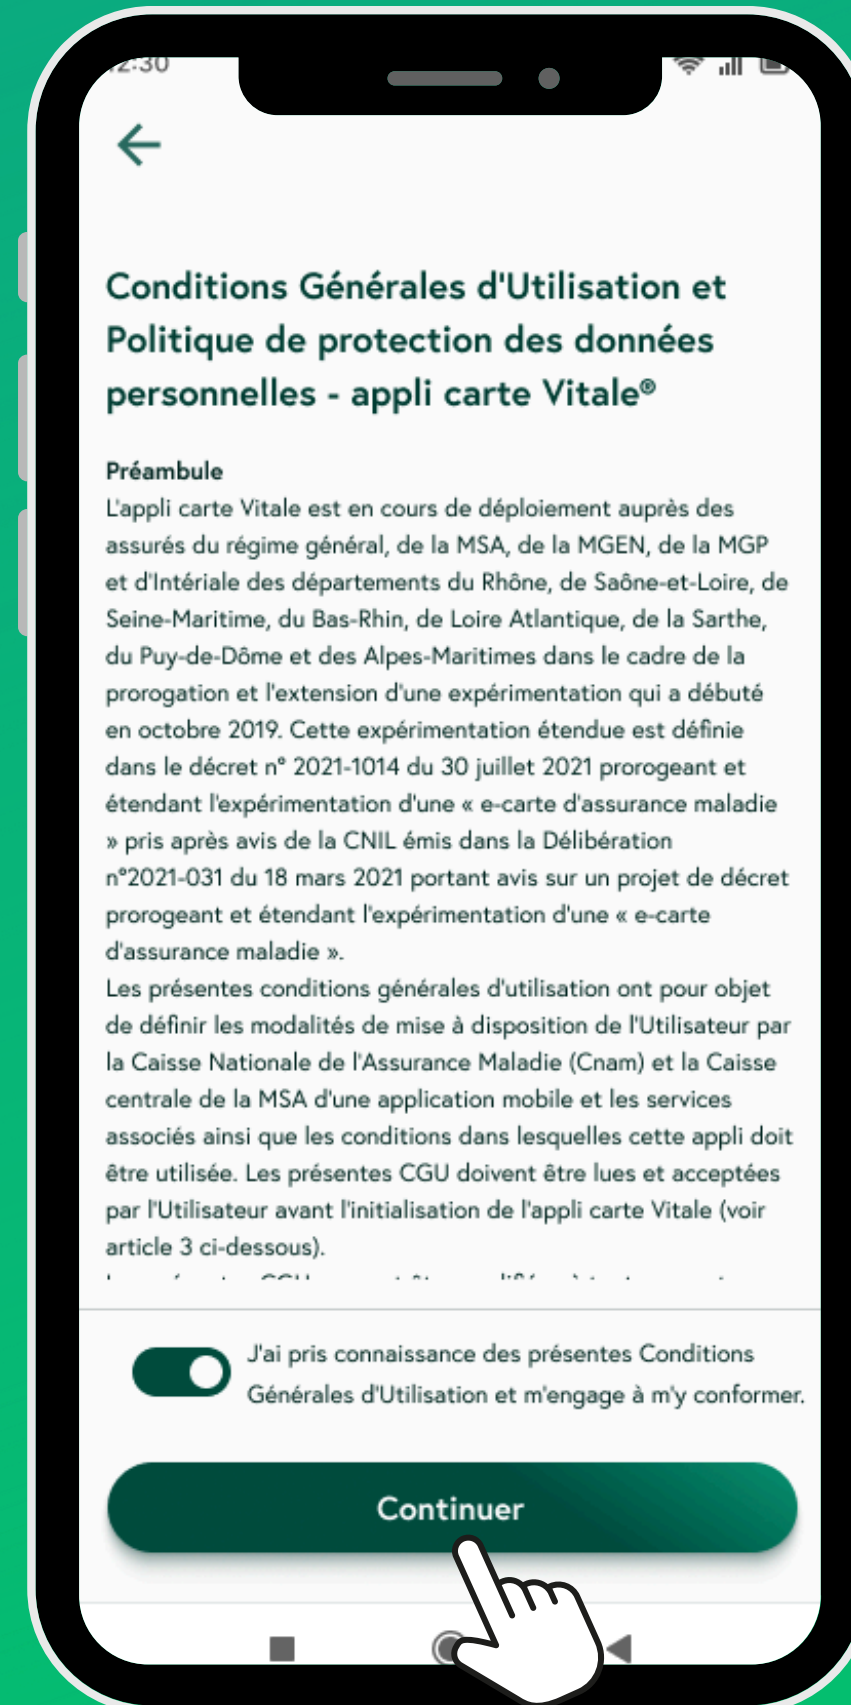 12:30
Conditions Générales d'Utilisation et
Politique de protection des données
personnelles - appli carte Vitale®
Préambule
L'appli carte Vitale est en cours de déploiement auprès des
assurés du régime général, de la MSA, de la MGEN, de la MGP
et d'Intériale des départements du Rhône, de Saône-et-Loire, de
Seine-Maritime, du Bas-Rhin, de Loire Atlantique, de la Sarthe,
du Puy-de-Dôme et des Alpes-Maritimes dans le cadre de la
prorogation et l'extension d'une expérimentation qui a débuté
en octobre 2019. Cette expérimentation étendue est définie
dans le décret n° 2021-1014 du 30 juillet 2021 prorogeant et
étendant l'expérimentation d'une « e-carte d'assurance maladie
» pris après avis de la CNIL émis dans la Délibération
n°2021-031 du 18 mars 2021 portant avis sur un projet de décret
prorogeant et étendant l'expérimentation d'une « e-carte
d'assurance maladie ».
Les présentes conditions générales d'utilisation ont pour objet
de définir les modalités de mise à disposition de l'Utilisateur par
la Caisse Nationale de l'Assurance Maladie (Cnam) et la Caisse
centrale de la MSA d'une application mobile et les services
associés ainsi que les conditions dans lesquelles cette appli doit
être utilisée. Les présentes CGU doivent être lues et acceptées
par l'Utilisateur avant l'initialisation de l'appli carte Vitale (voir
article 3 ci-dessous).
J'ai pris connaissance des présentes Conditions
Générales d'Utilisation et m'engage à m'y conformer.
Continuer